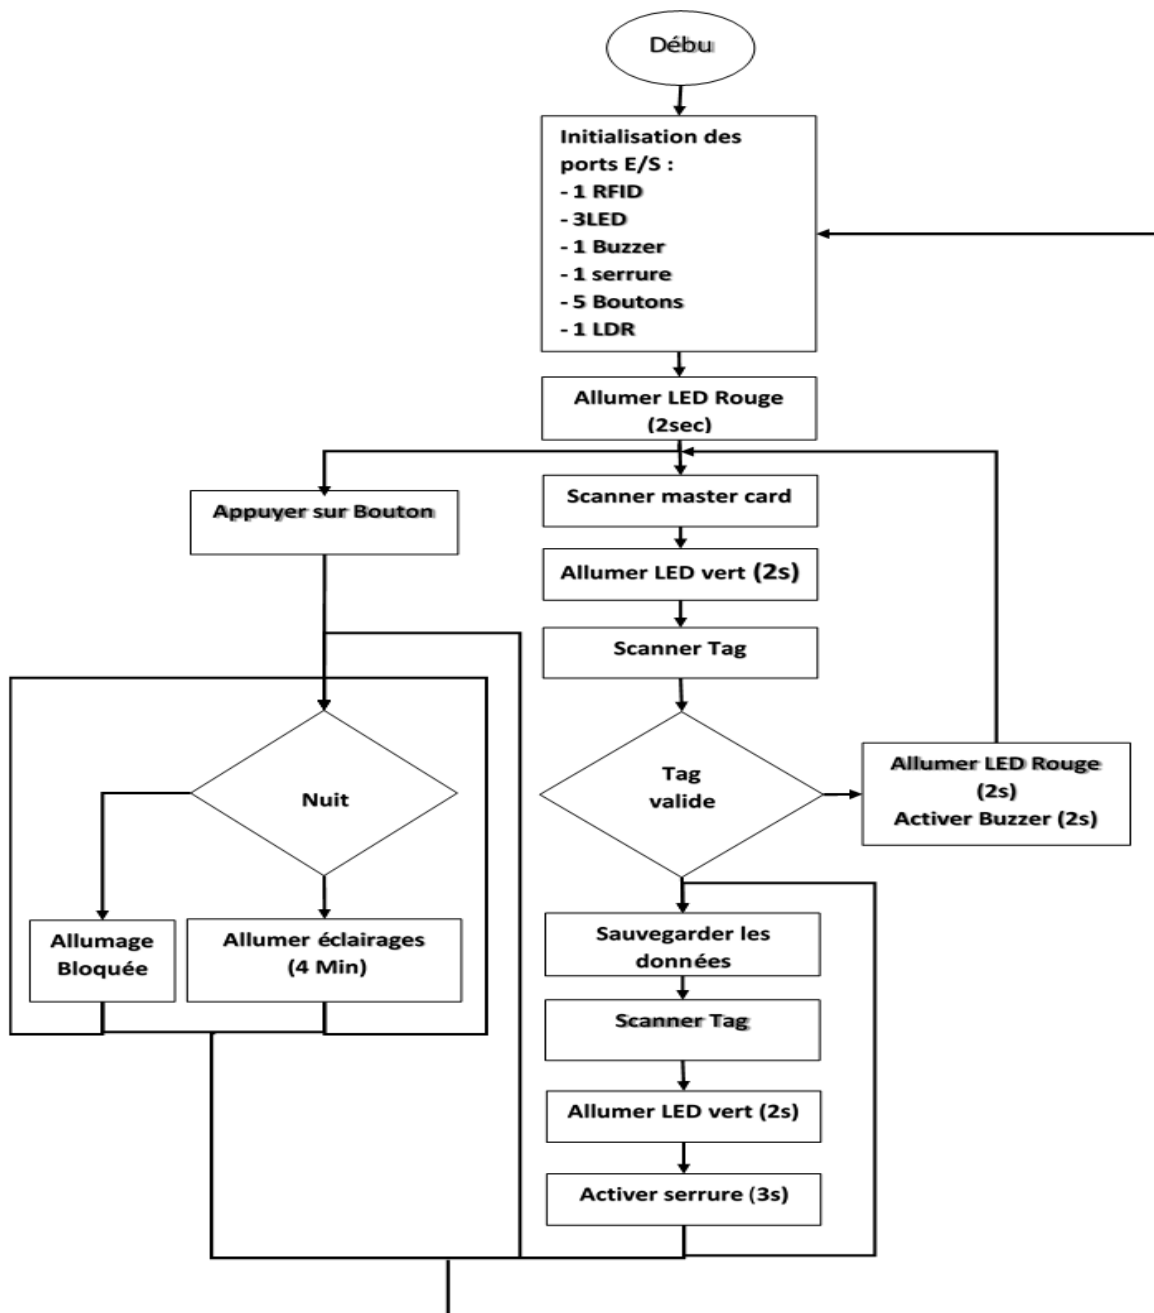 Débu
Initialisation des
ports E/S :
- 1 RFID
- 3LED
- 1 Buzzer
- 1 serrure
- 5 Boutons
- 1 LDR
Allumer LED Rouge
(2sec)
Appuyer sur Bouton
Scanner master card
Allumer LED vert (2s)
Scanner Tag
Nuit
Tag
valide
Allumer LED Rouge
(2s)
Activer Buzzer (2s)
Allumage
Bloquée
Allumer éclairages
(4 Min)
Sauvegarder les
données
Scanner Tag
Allumer LED vert (2s)
Activer serrure (3s)